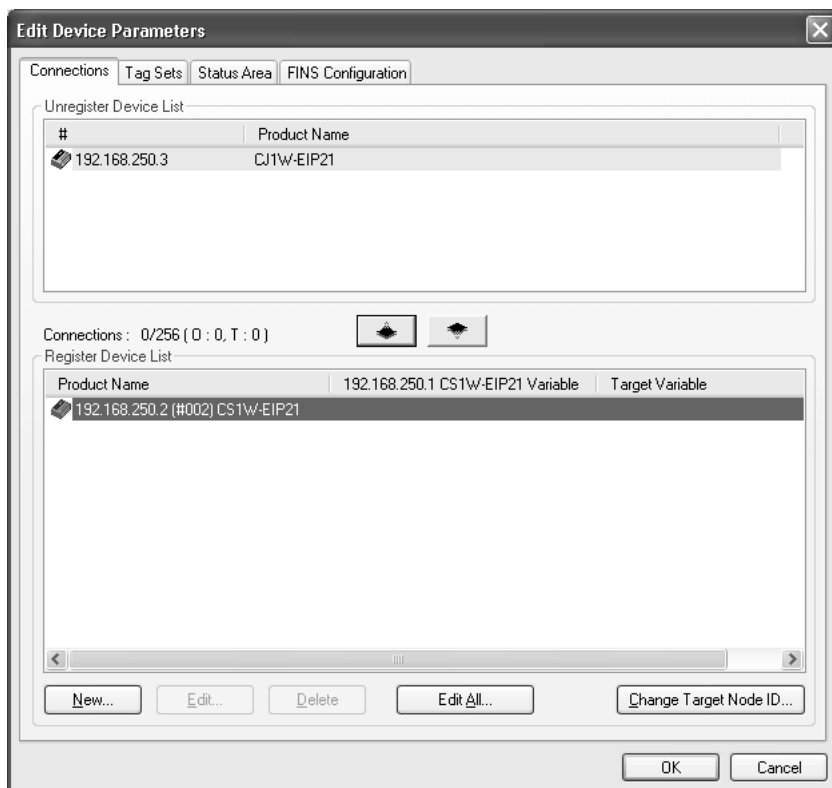 Edit Device Parameters
Connections Tag Sets Status Area FINS Configuration
Unregister Device List
# Product Name
192.168.250.3 CJ1W-EIP21
Connections : 0/256 ( O : 0, T : 0 )
Register Device List
Product Name 192.168.250.1 CS1W-EIP21 Variable Target Variable
192.168.250.2 (#002) CS1W-EIP21
New... Edit... Delete Edit All... Change Target Node ID...
OK Cancel